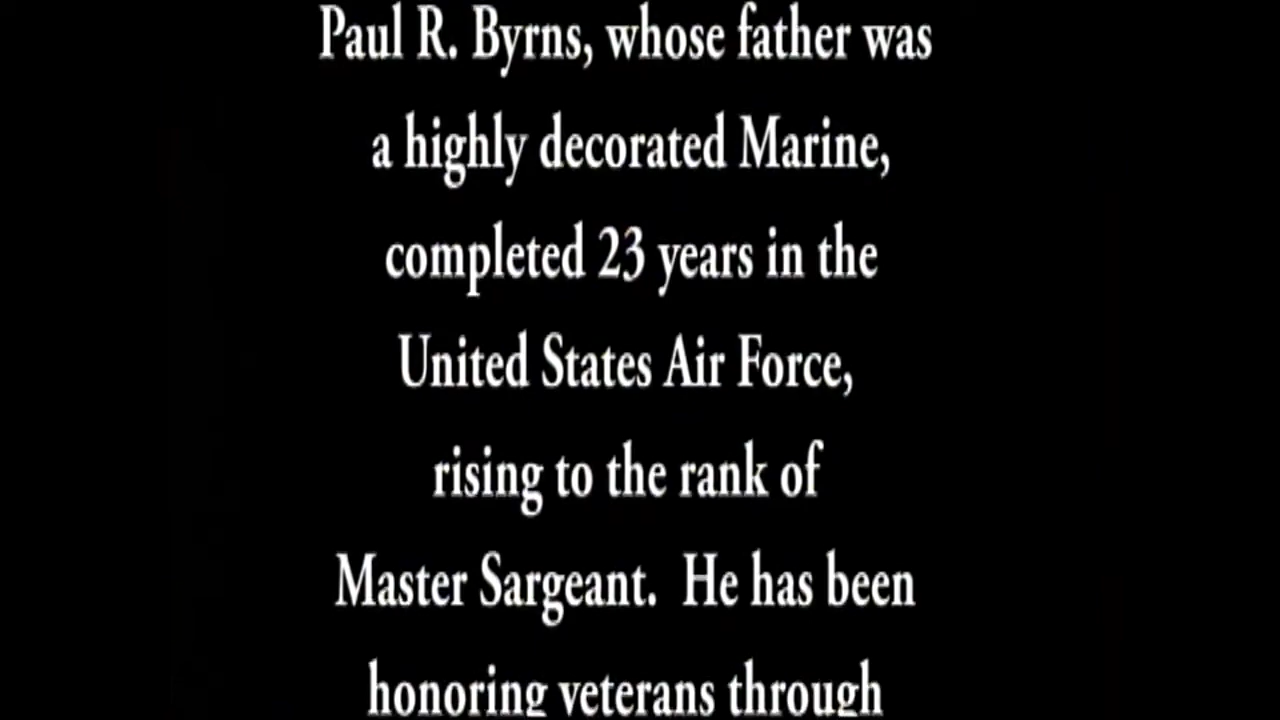 Paul R. Byrns, whose father was
a highly decorated Marine,
completed 23 years in the
United States Air Force,
rising to the rank of
Master Sargeant.  He has been
honoring veterans through